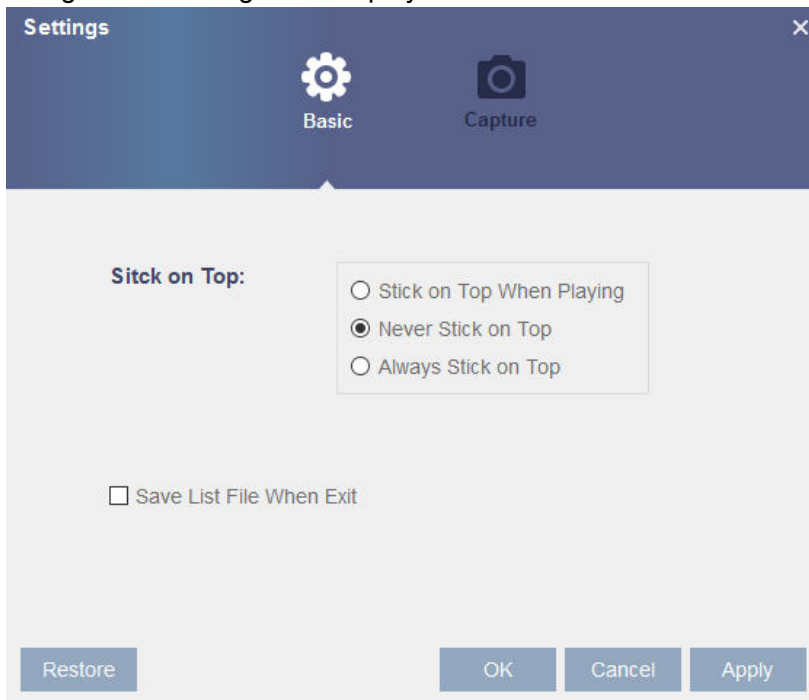 Settings
Basic
Capture
Sitck on Top:
Stick on Top When Playing
Never Stick on Top
Always Stick on Top
Save List File When Exit
Restore
OK
Cancel
Apply